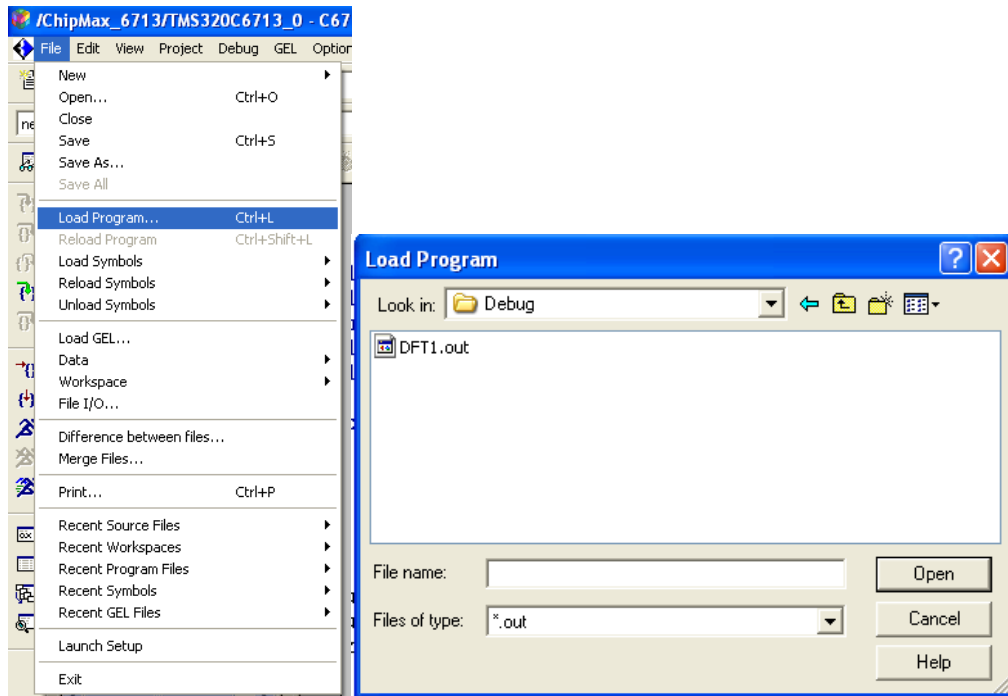 /ChipMax_6713/TMS320C6713_0 - C67
File Edit View Project Debug GEL Option
New
Open... Ctrl+O
Close
Save Ctrl+S
Save As...
Save All
Load Program... Ctrl+L
Reload Program Ctrl+Shift+L
Load Symbols
Reload Symbols
Unload Symbols
Load GEL...
Data
Workspace
File I/O...
Difference between files...
Merge Files...
Print... Ctrl+P
Recent Source Files
Recent Workspaces
Recent Program Files
Recent Symbols
Recent GEL Files
Launch Setup
Exit
Load Program
Look in: Debug
DFT1.out
File name: Open
Files of type: *.out Cancel
Help